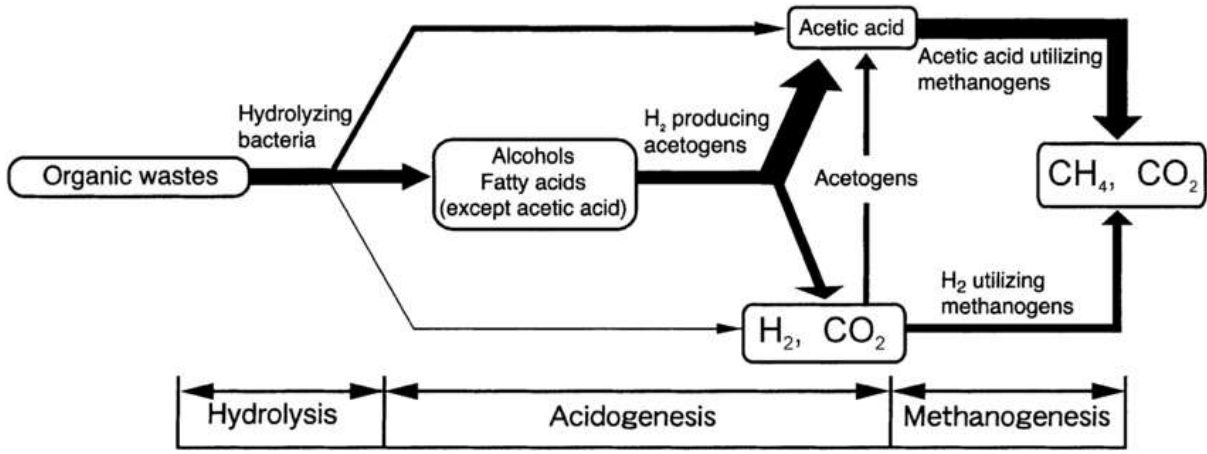 Acetic acid
Acetic acid utilizing
methanogens
Hydrolyzing
bacteria
H₂ producing
acetogens
Organic wastes
Alcohols
Fatty acids
(except acetic acid)
Acetogens
CH₄, CO₂
H₂ utilizing
methanogens
H₂, CO₂
Hydrolysis
Acidogenesis
Methanogenesis